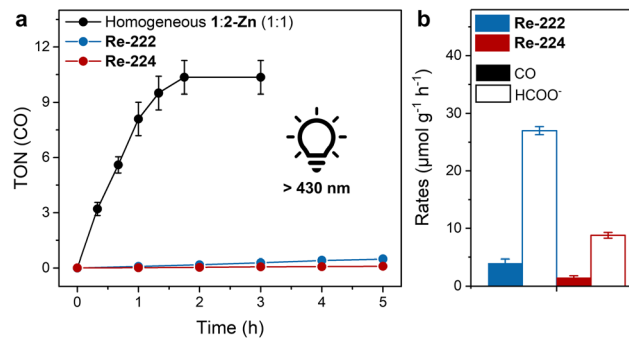 a
Homogeneous 1:2-Zn (1:1)
Re-222
Re-224
TON (CO)
12
9
6
3
0
> 430 nm
0 1 2 3 4 5
Time (h)
b
Re-222
Re-224
CO
HCOO⁻
Rates (μmol g⁻¹ h⁻¹)
40
30
20
10
0